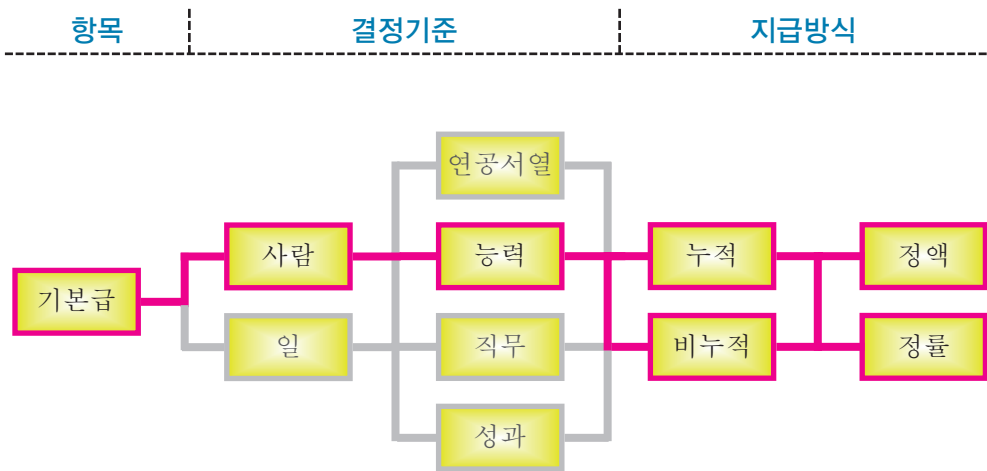 항목 결정기준 지급방식
연공서열
사람 능력 누적 정액
기본급
일 직무 비누적 정률
성과